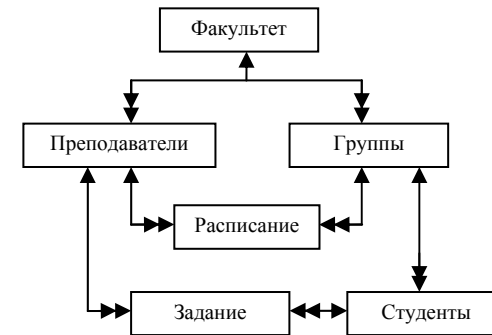 Факультет
Преподаватели
Группы
Расписание
Задание
Студенты